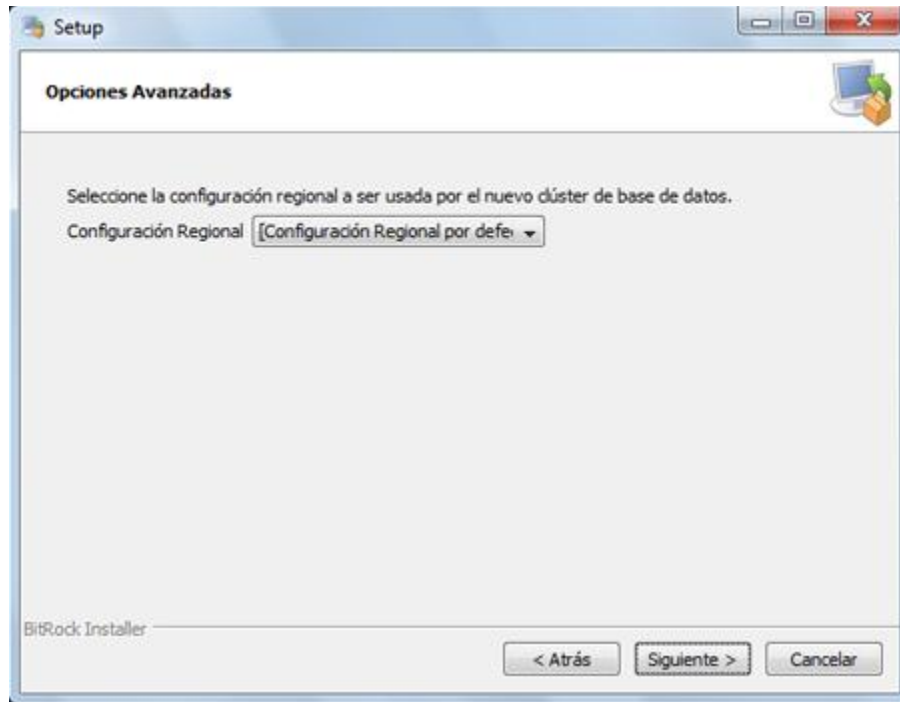 Setup
Opciones Avanzadas
Seleccione la configuración regional a ser usada por el nuevo clúster de base de datos.
Configuración Regional [Configuración Regional por defe
BitRock Installer
< Atrás Siguiente > Cancelar